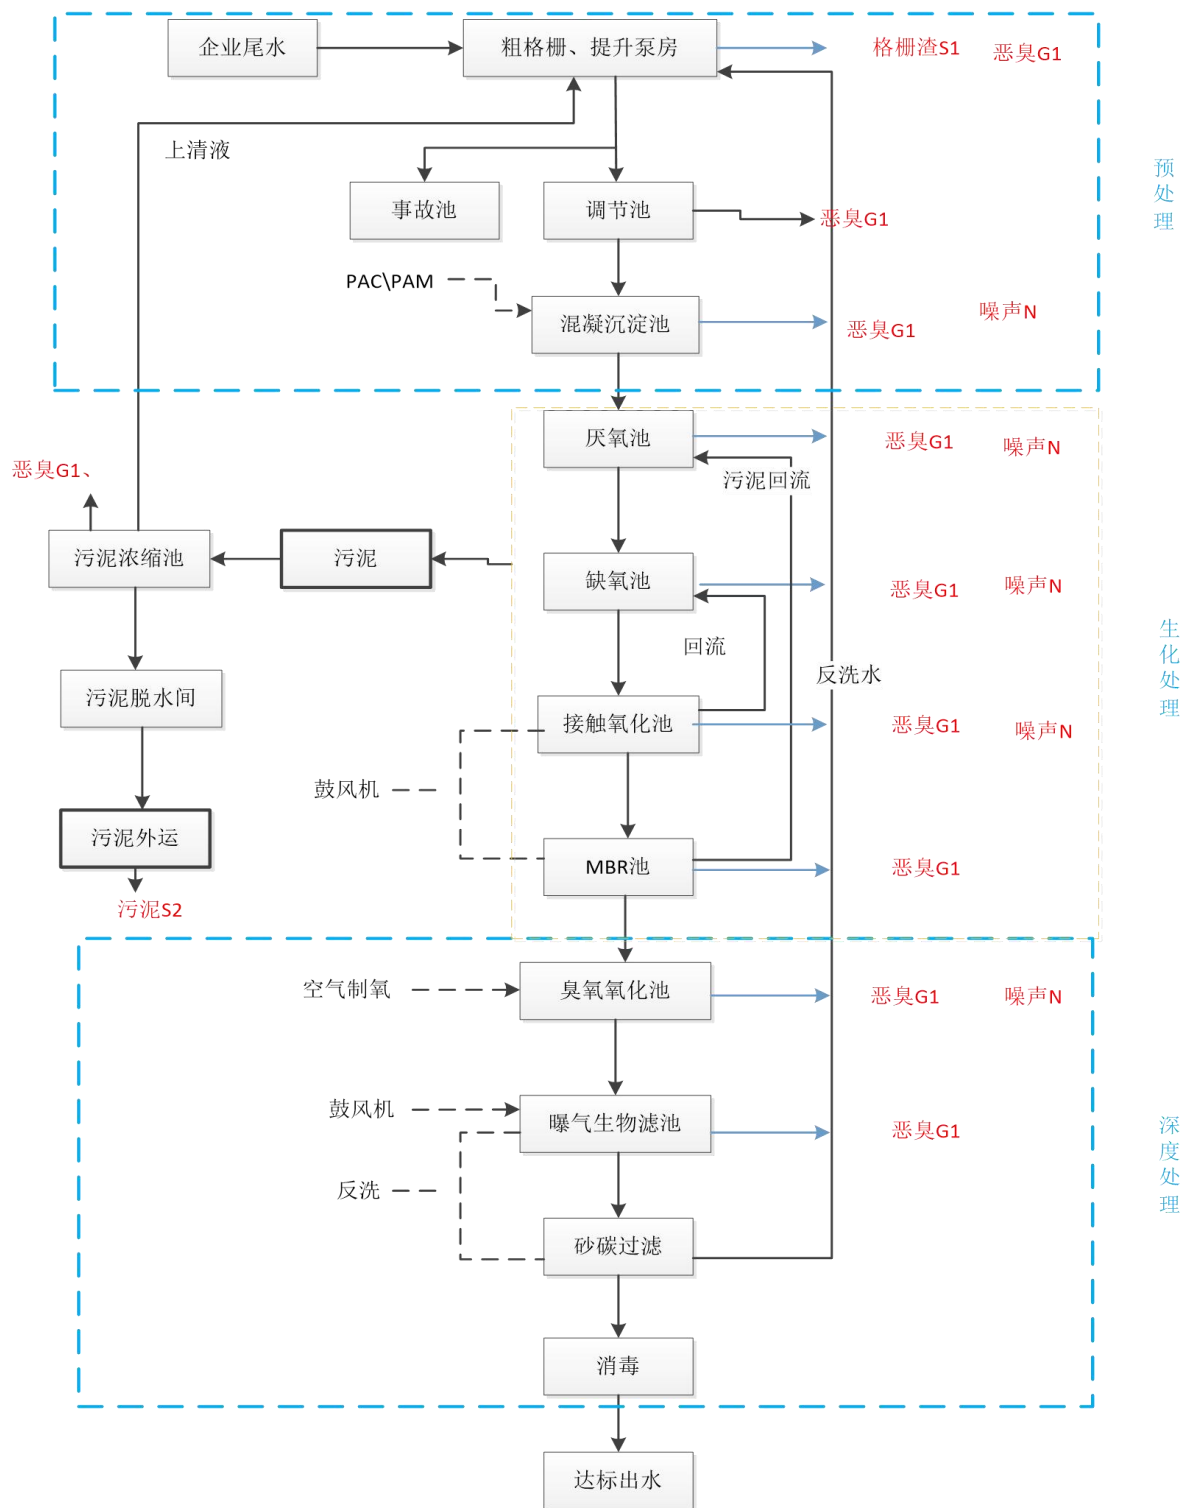 企业尾水
粗格栅、提升泵房
格栅渣S1
恶臭G1
上清液
预处理
事故池
调节池
恶臭G1
PAC\PAM
混凝沉淀池
恶臭G1
噪声N
厌氧池
恶臭G1
噪声N
恶臭G1、
污泥回流
污泥浓缩池
污泥
缺氧池
恶臭G1
噪声N
回流
生化处理
反洗水
污泥脱水间
接触氧化池
恶臭G1
噪声N
鼓风机
污泥外运
MBR池
恶臭G1
污泥S2
空气制氧
臭氧氧化池
恶臭G1
噪声N
鼓风机
曝气生物滤池
恶臭G1
深度处理
反洗
砂碳过滤
消毒
达标出水